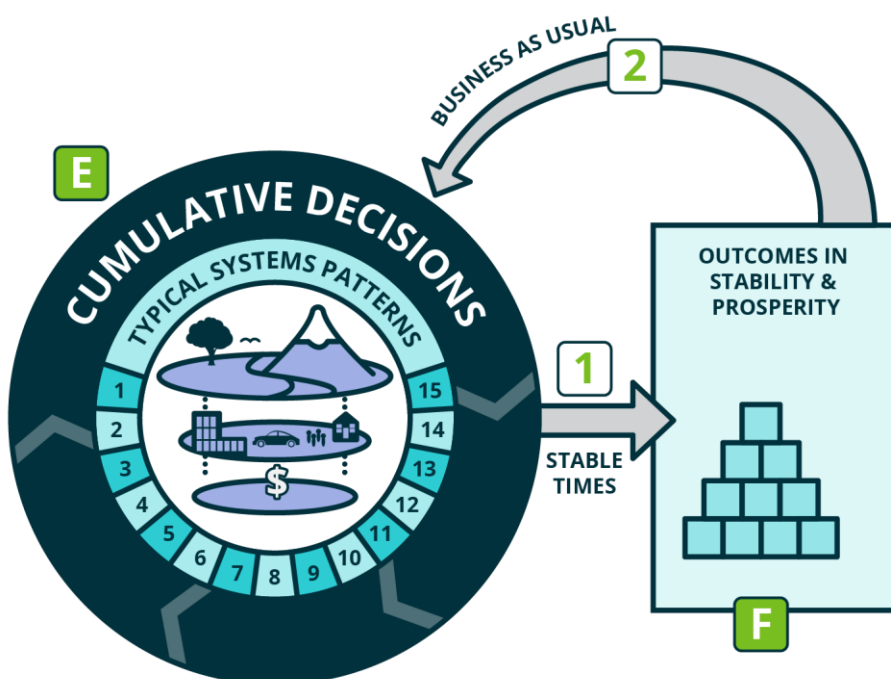 BUSINESS AS USUAL
2
E
CUMULATIVE DECISIONS
TYPICAL SYSTEMS PATTERNS
1
2
3
4
5
6
7
8
9
10
11
12
13
14
15
$
1
STABLE
TIMES
OUTCOMES IN
STABILITY &
PROSPERITY
F